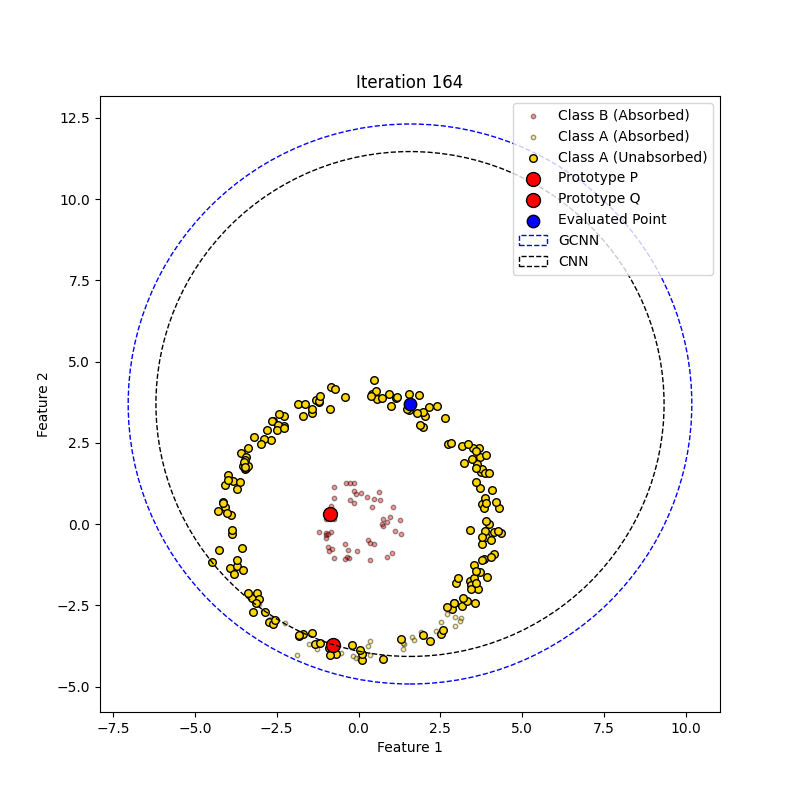 Iteration 164
12.5
10.0
7.5
5.0
2.5
0.0
−2.5
−5.0
Feature 2
Class B (Absorbed)
Class A (Absorbed)
Class A (Unabsorbed)
Prototype P
Prototype Q
Evaluated Point
GCNN
CNN
−7.5 −5.0 −2.5 0.0 2.5 5.0 7.5 10.0
Feature 1